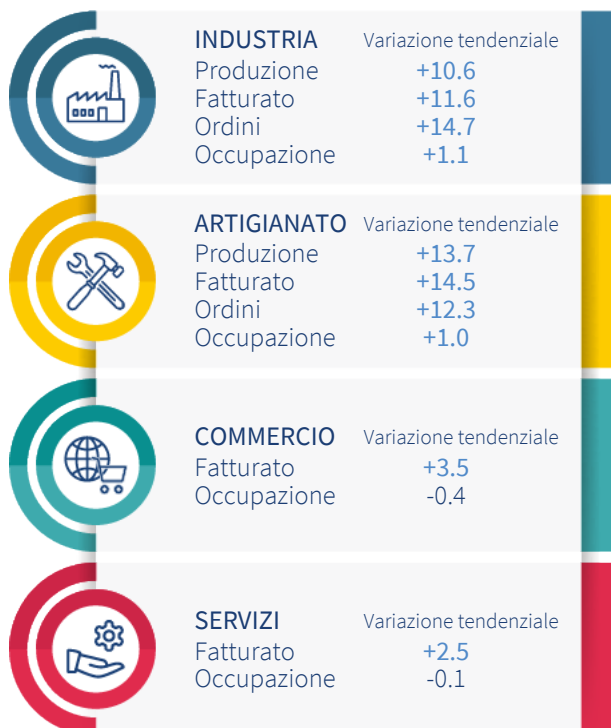 INDUSTRIA Variazione tendenziale
Produzione +10.6
Fatturato +11.6
Ordini +14.7
Occupazione +1.1
ARTIGIANATO Variazione tendenziale
Produzione +13.7
Fatturato +14.5
Ordini +12.3
Occupazione +1.0
COMMERCIO Variazione tendenziale
Fatturato +3.5
Occupazione -0.4
SERVIZI Variazione tendenziale
Fatturato +2.5
Occupazione -0.1